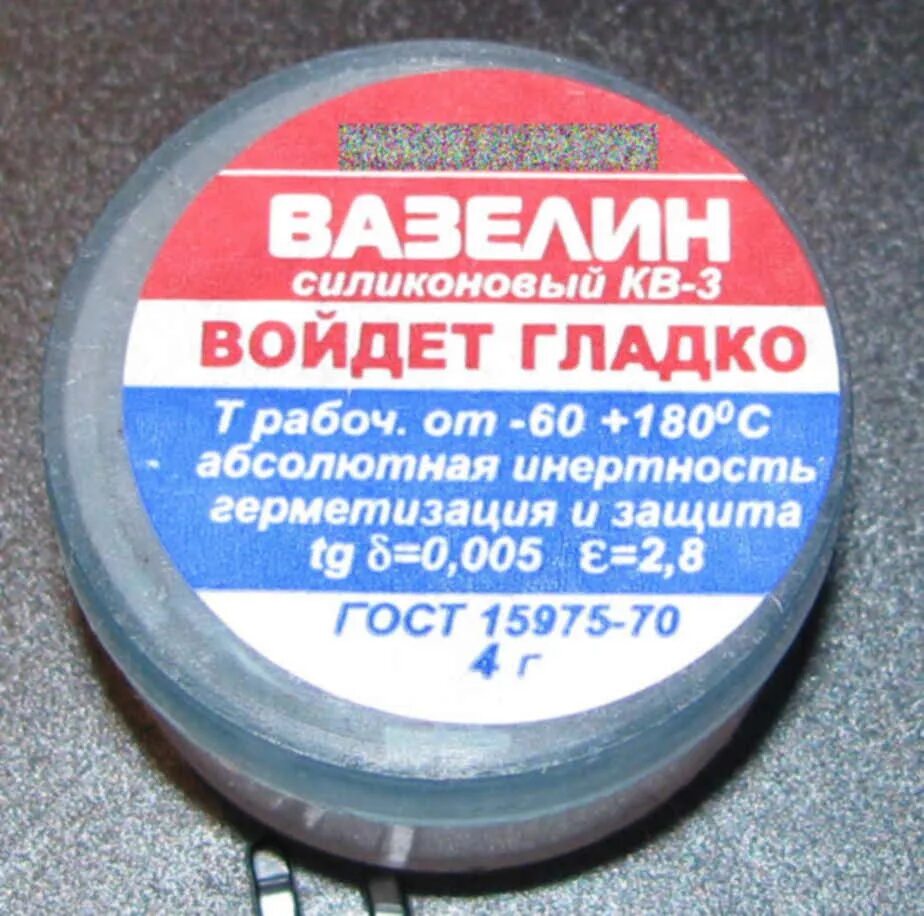 ВАЗЕЛИН
силиконовый КВ-3
ВОЙДЕТ ГЛАДКО
Т рабоч. от -60 +180⁰С
абсолютная инертность
герметизация и защита
tg δ=0,005 ε=2,8
ГОСТ 15975-70
4 г